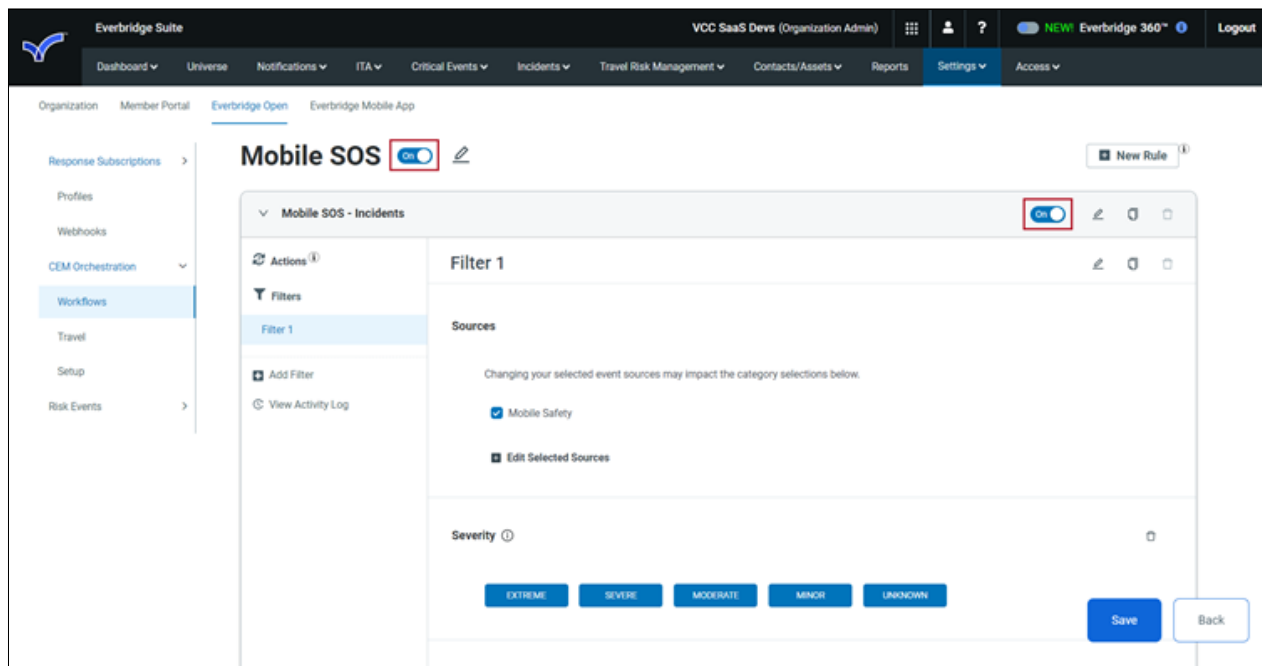 Everbridge Suite
VCC SaaS Devs (Organization Admin)
?
NEW! Everbridge 360™
Logout
Dashboard
Universe
Notifications
ITA
Critical Events
Incidents
Travel Risk Management
Contacts/Assets
Reports
Settings
Access
Organization
Member Portal
Everbridge Open
Everbridge Mobile App
Response Subscriptions
Profiles
Webhooks
CEM Orchestration
Workflows
Travel
Setup
Risk Events
Mobile SOS
On
New Rule
Mobile SOS - Incidents
On
Actions
Filters
Filter 1
Add Filter
View Activity Log
Filter 1
Sources
Changing your selected event sources may impact the category selections below.
Mobile Safety
Edit Selected Sources
Severity
EXTREME
SEVERE
MODERATE
MINOR
UNKNOWN
Save
Back